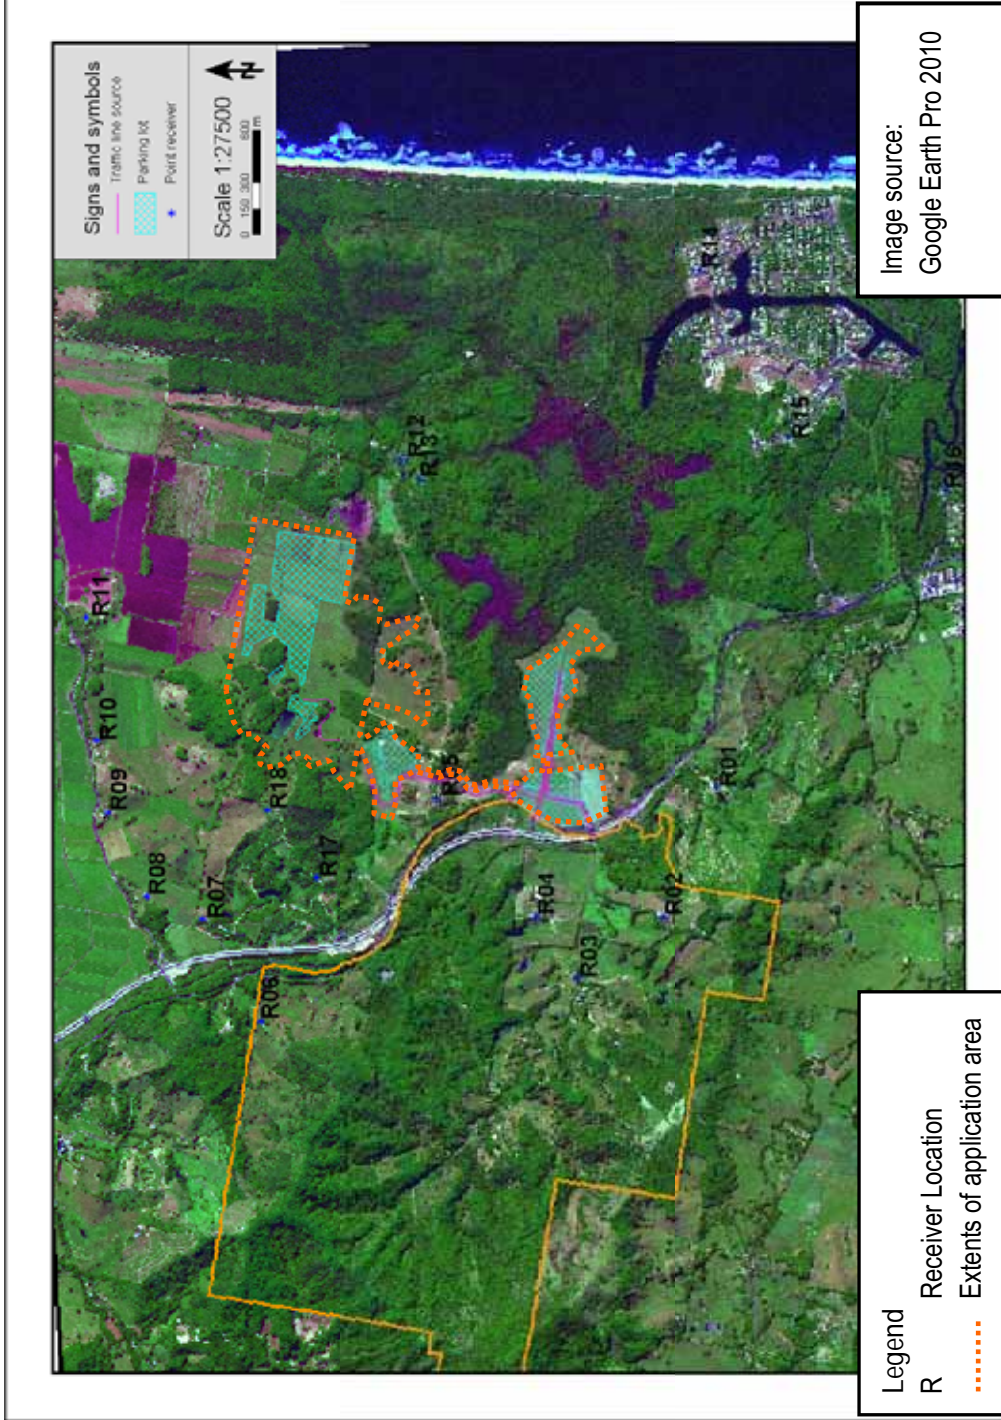 Signs and symbols
Traffic line source
Parking lot
Point receiver
Scale 1:27500
0 150 300 600
m
N
R11
R10
R09
R08
R07
R18
R17
R06
R12
R13
R05
R04
R03
R02
R01
R14
R15
R16
Image source:
Google Earth Pro 2010
Legend
R Receiver Location
Extents of application area